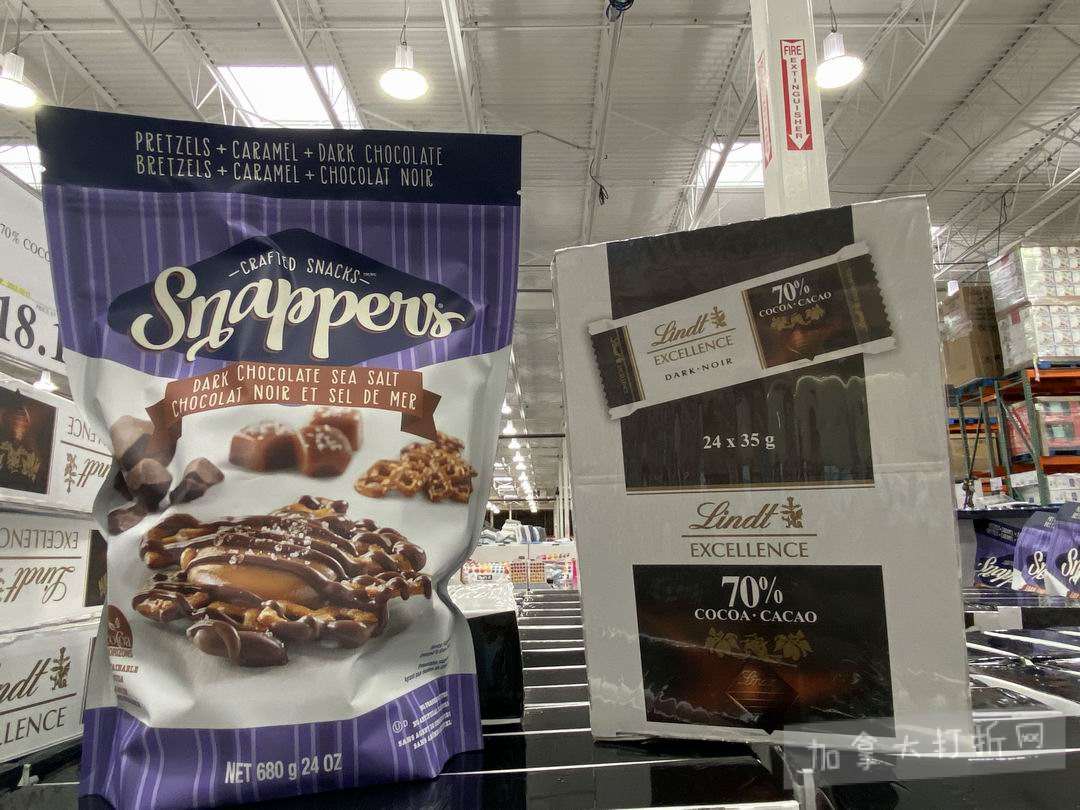 PRETZELS + CARAMEL + DARK CHOCOLATE
BRETZELS + CARAMEL + CHOCOLAT NOIR
CRAFTED SNACKS
Snappers
DARK CHOCOLATE SEA SALT
CHOCOLAT NOIR ET SEL DE MER
NET 680 g 24 OZ
FIRE EXTINGUISHER
Lindt
EXCELLENCE
DARK·NOIR
70%
COCOA·CACAO
24 x 35 g
Lindt
EXCELLENCE
70%
COCOA·CACAO
70% COCO
18.1
EXCELLENCE
Lindt
加拿大打折网